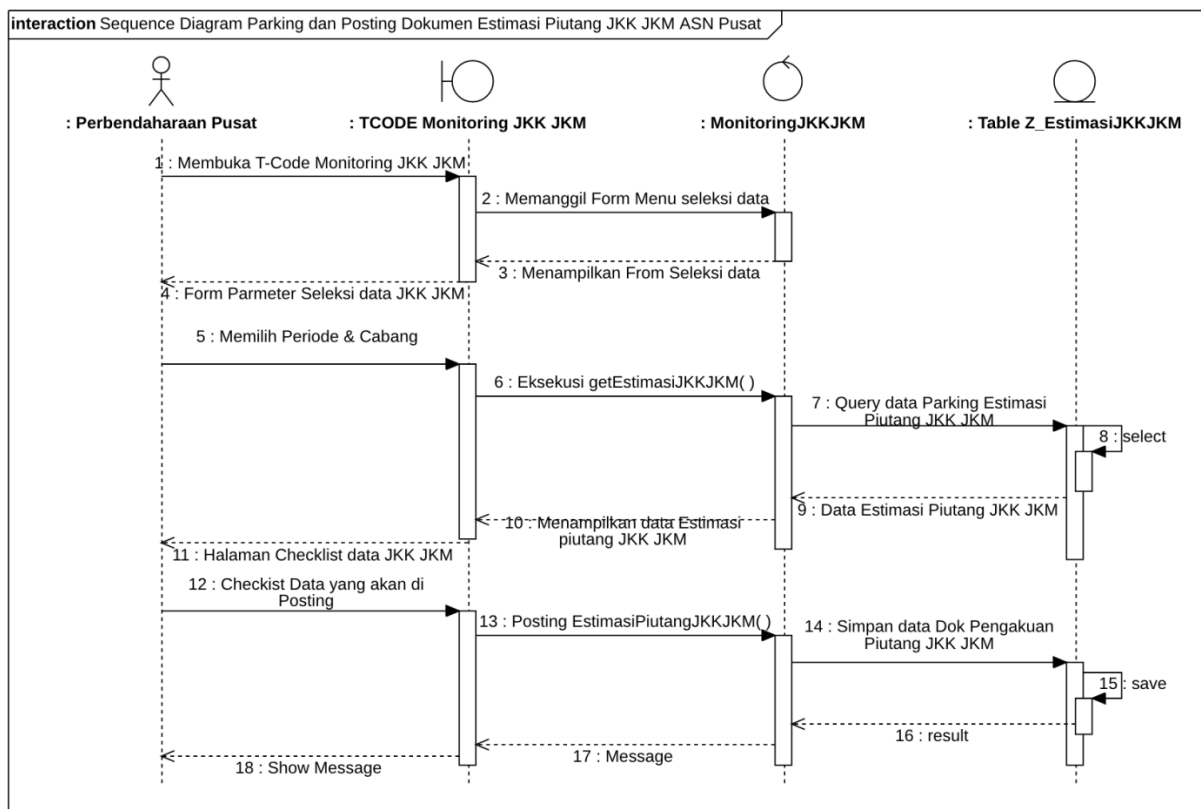 interaction Sequence Diagram Parking dan Posting Dokumen Estimasi Piutang JKK JKM ASN Pusat
: Perbendaharaan Pusat
: TCODE Monitoring JKK JKM
: MonitoringJKKJKM
: Table Z_EstimasiJKKJKM
1 : Membuka T-Code Monitoring JKK JKM
2 : Memanggil Form Menu seleksi data
3 : Menampilkan From Seleksi data
4 : Form Parmeter Seleksi data JKK JKM
5 : Memilih Periode & Cabang
6 : Eksekusi getEstimasiJKKJKM( )
7 : Query data Parking Estimasi
Piutang JKK JKM
8 : select
9 : Data Estimasi Piutang JKK JKM
10 : Menampilkan data Estimasi
piutang JKK JKM
11 : Halaman Checklist data JKK JKM
12 : Checkist Data yang akan di
Posting
13 : Posting EstimasiPiutangJKKJKM( )
14 : Simpan data Dok Pengakuan
Piutang JKK JKM
15 : save
16 : result
17 : Message
18 : Show Message